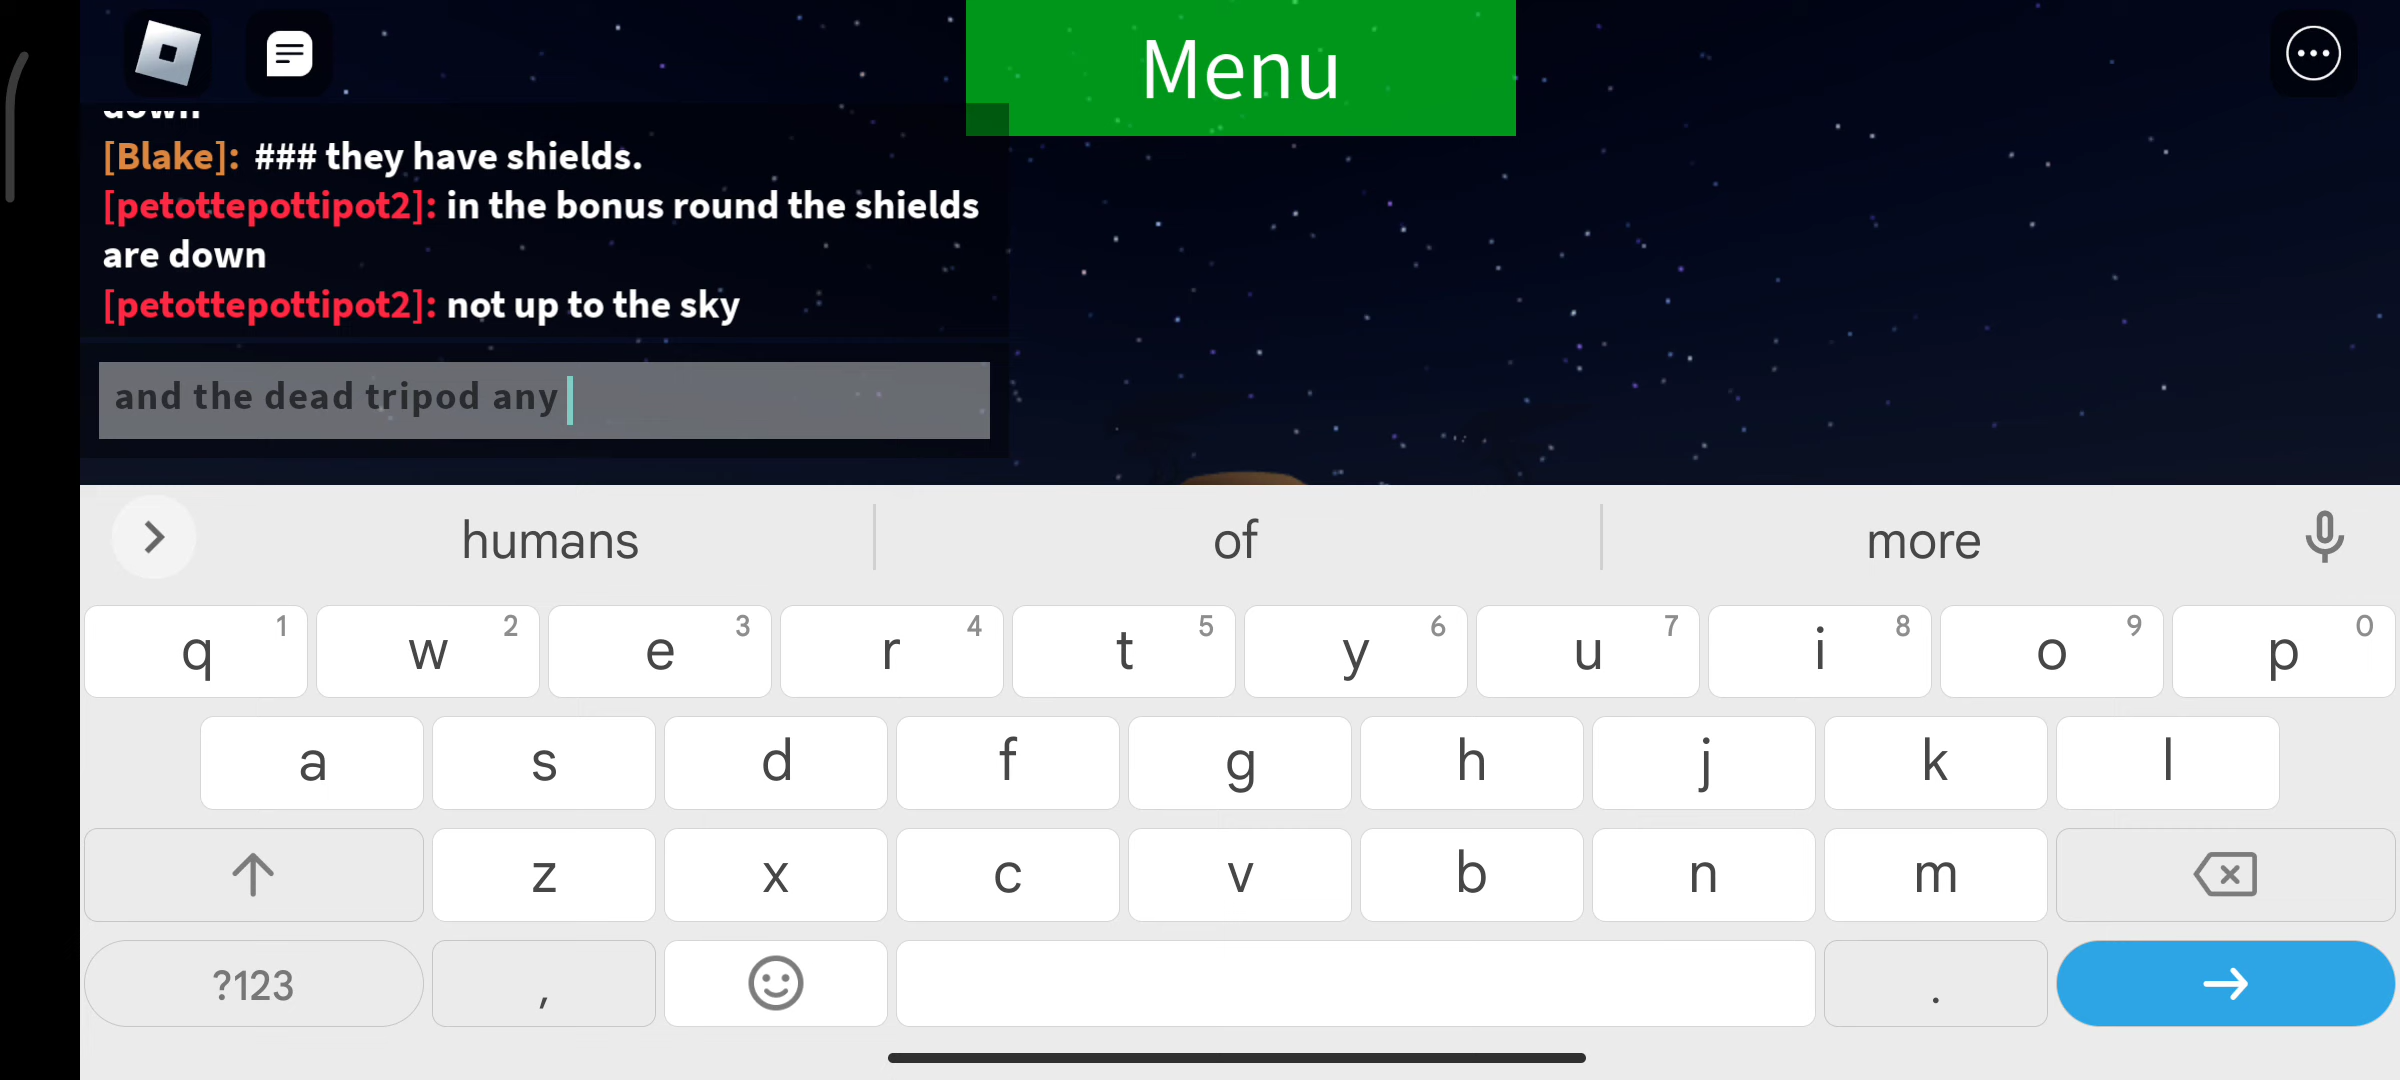 Menu
down
[Blake]: ### they have shields.
[petottepottipot2]: in the bonus round the shields
are down
[petottepottipot2]: not up to the sky
and the dead tripod any
humans of more
q 1 w 2 e 3 r 4 t 5 y 6 u 7 i 8 o 9 p 0
a s d f g h j k l
z x c v b n m
?123 , .